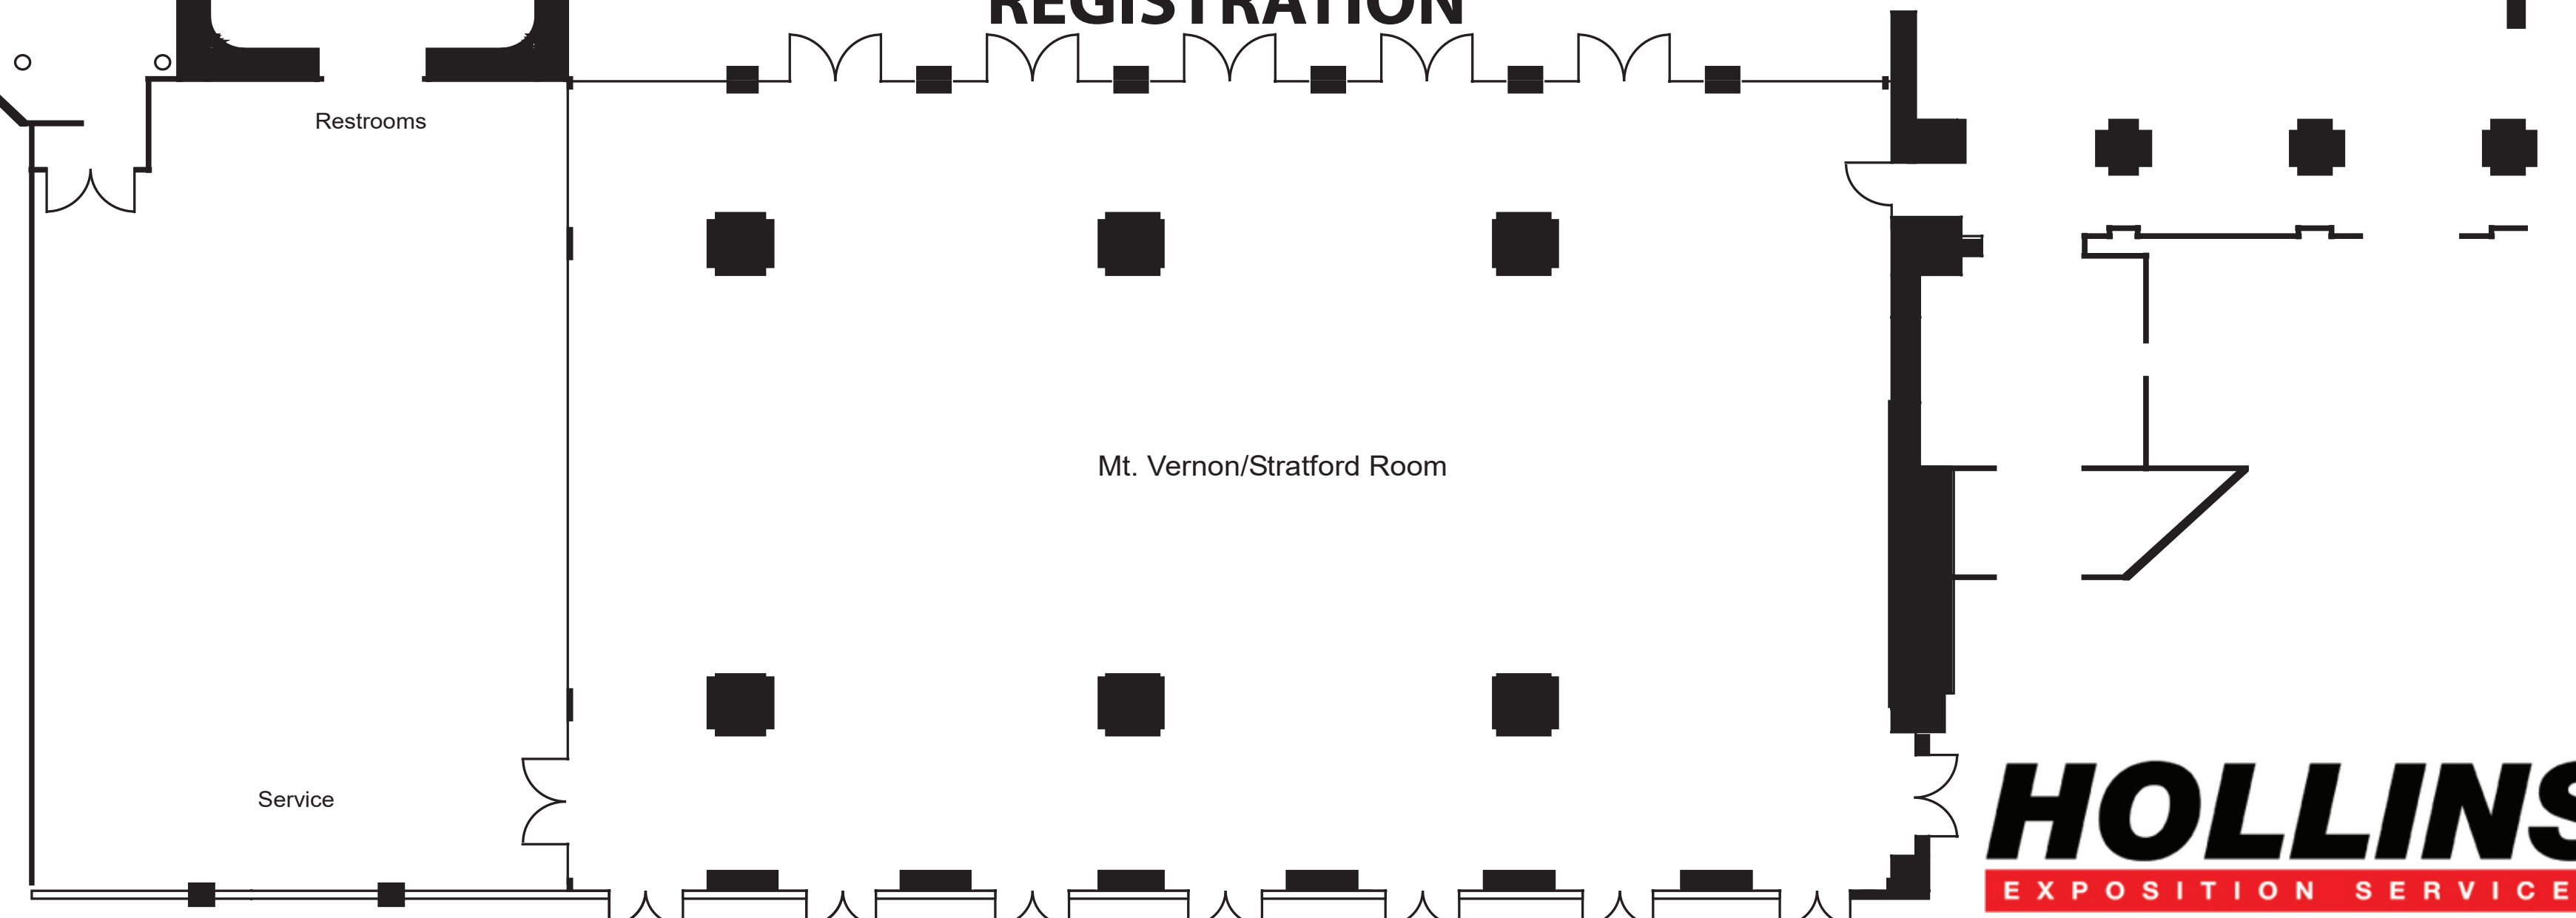 REGISTRATION
Restrooms
Mt. Vernon/Stratford Room
Service
HOLLINS
EXPOSITION SERVICE